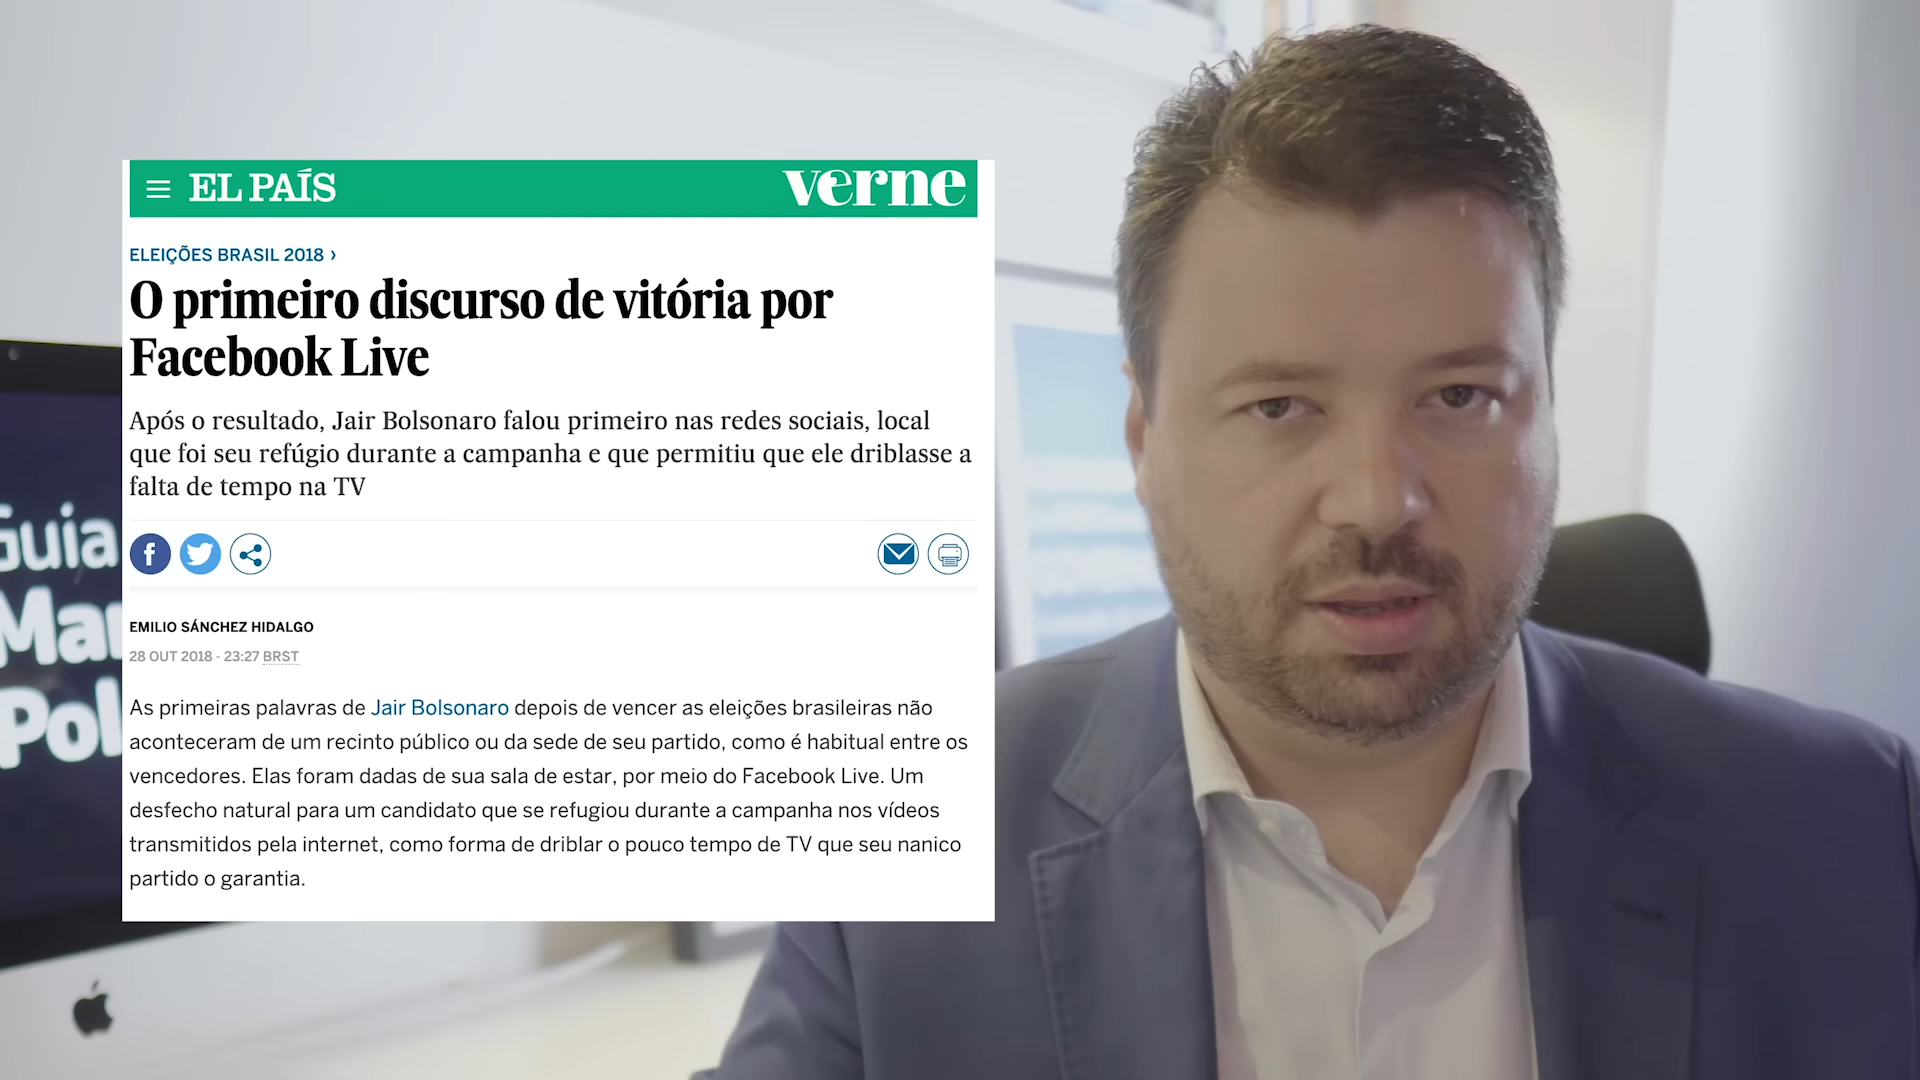 EL PAÍS
verne
ELEIÇÕES BRASIL 2018 ›
O primeiro discurso de vitória por
Facebook Live
Após o resultado, Jair Bolsonaro falou primeiro nas redes sociais, local
que foi seu refúgio durante a campanha e que permitiu que ele driblasse a
falta de tempo na TV
EMILIO SÁNCHEZ HIDALGO
28 OUT 2018 - 23:27 BRST
As primeiras palavras de Jair Bolsonaro depois de vencer as eleições brasileiras não
aconteceram de um recinto público ou da sede de seu partido, como é habitual entre os
vencedores. Elas foram dadas de sua sala de estar, por meio do Facebook Live. Um
desfecho natural para um candidato que se refugiou durante a campanha nos vídeos
transmitidos pela internet, como forma de driblar o pouco tempo de TV que seu nanico
partido o garantia.
Guia